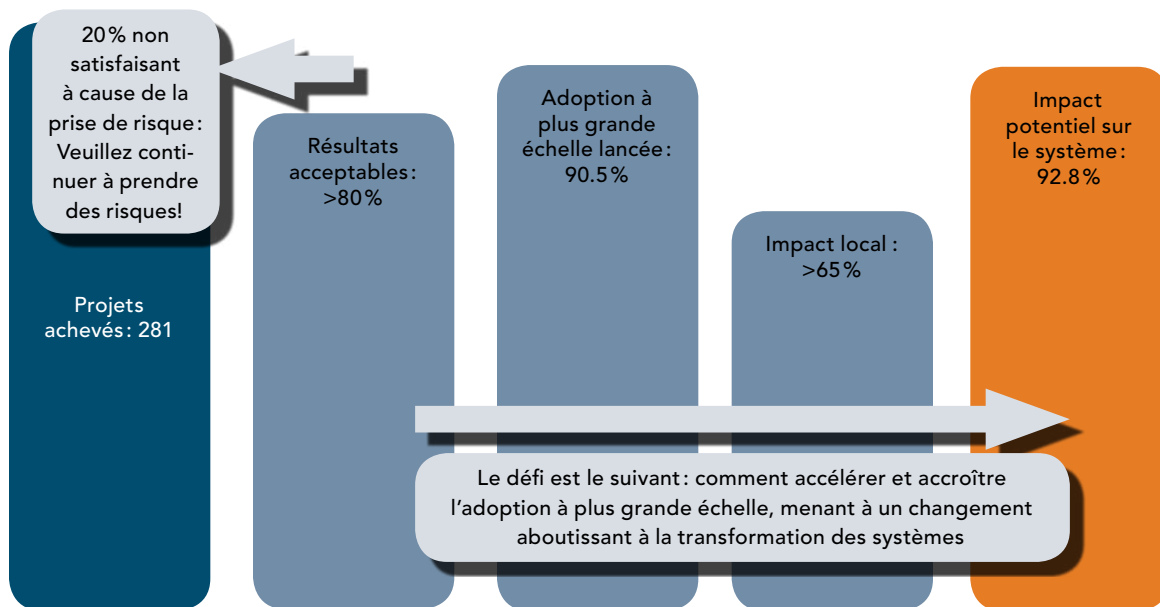 20% non
satisfaisant
à cause de la
prise de risque:
Veuillez conti-
nuer à prendre
des risques!
Projets
achevés: 281
Résultats
acceptables:
>80%
Adoption à
plus grande
échelle lancée:
90.5%
Impact local :
>65%
Impact
potentiel sur
le système:
92.8%
Le défi est le suivant: comment accélérer et accroître
l’adoption à plus grande échelle, menant à un changement
aboutissant à la transformation des systèmes